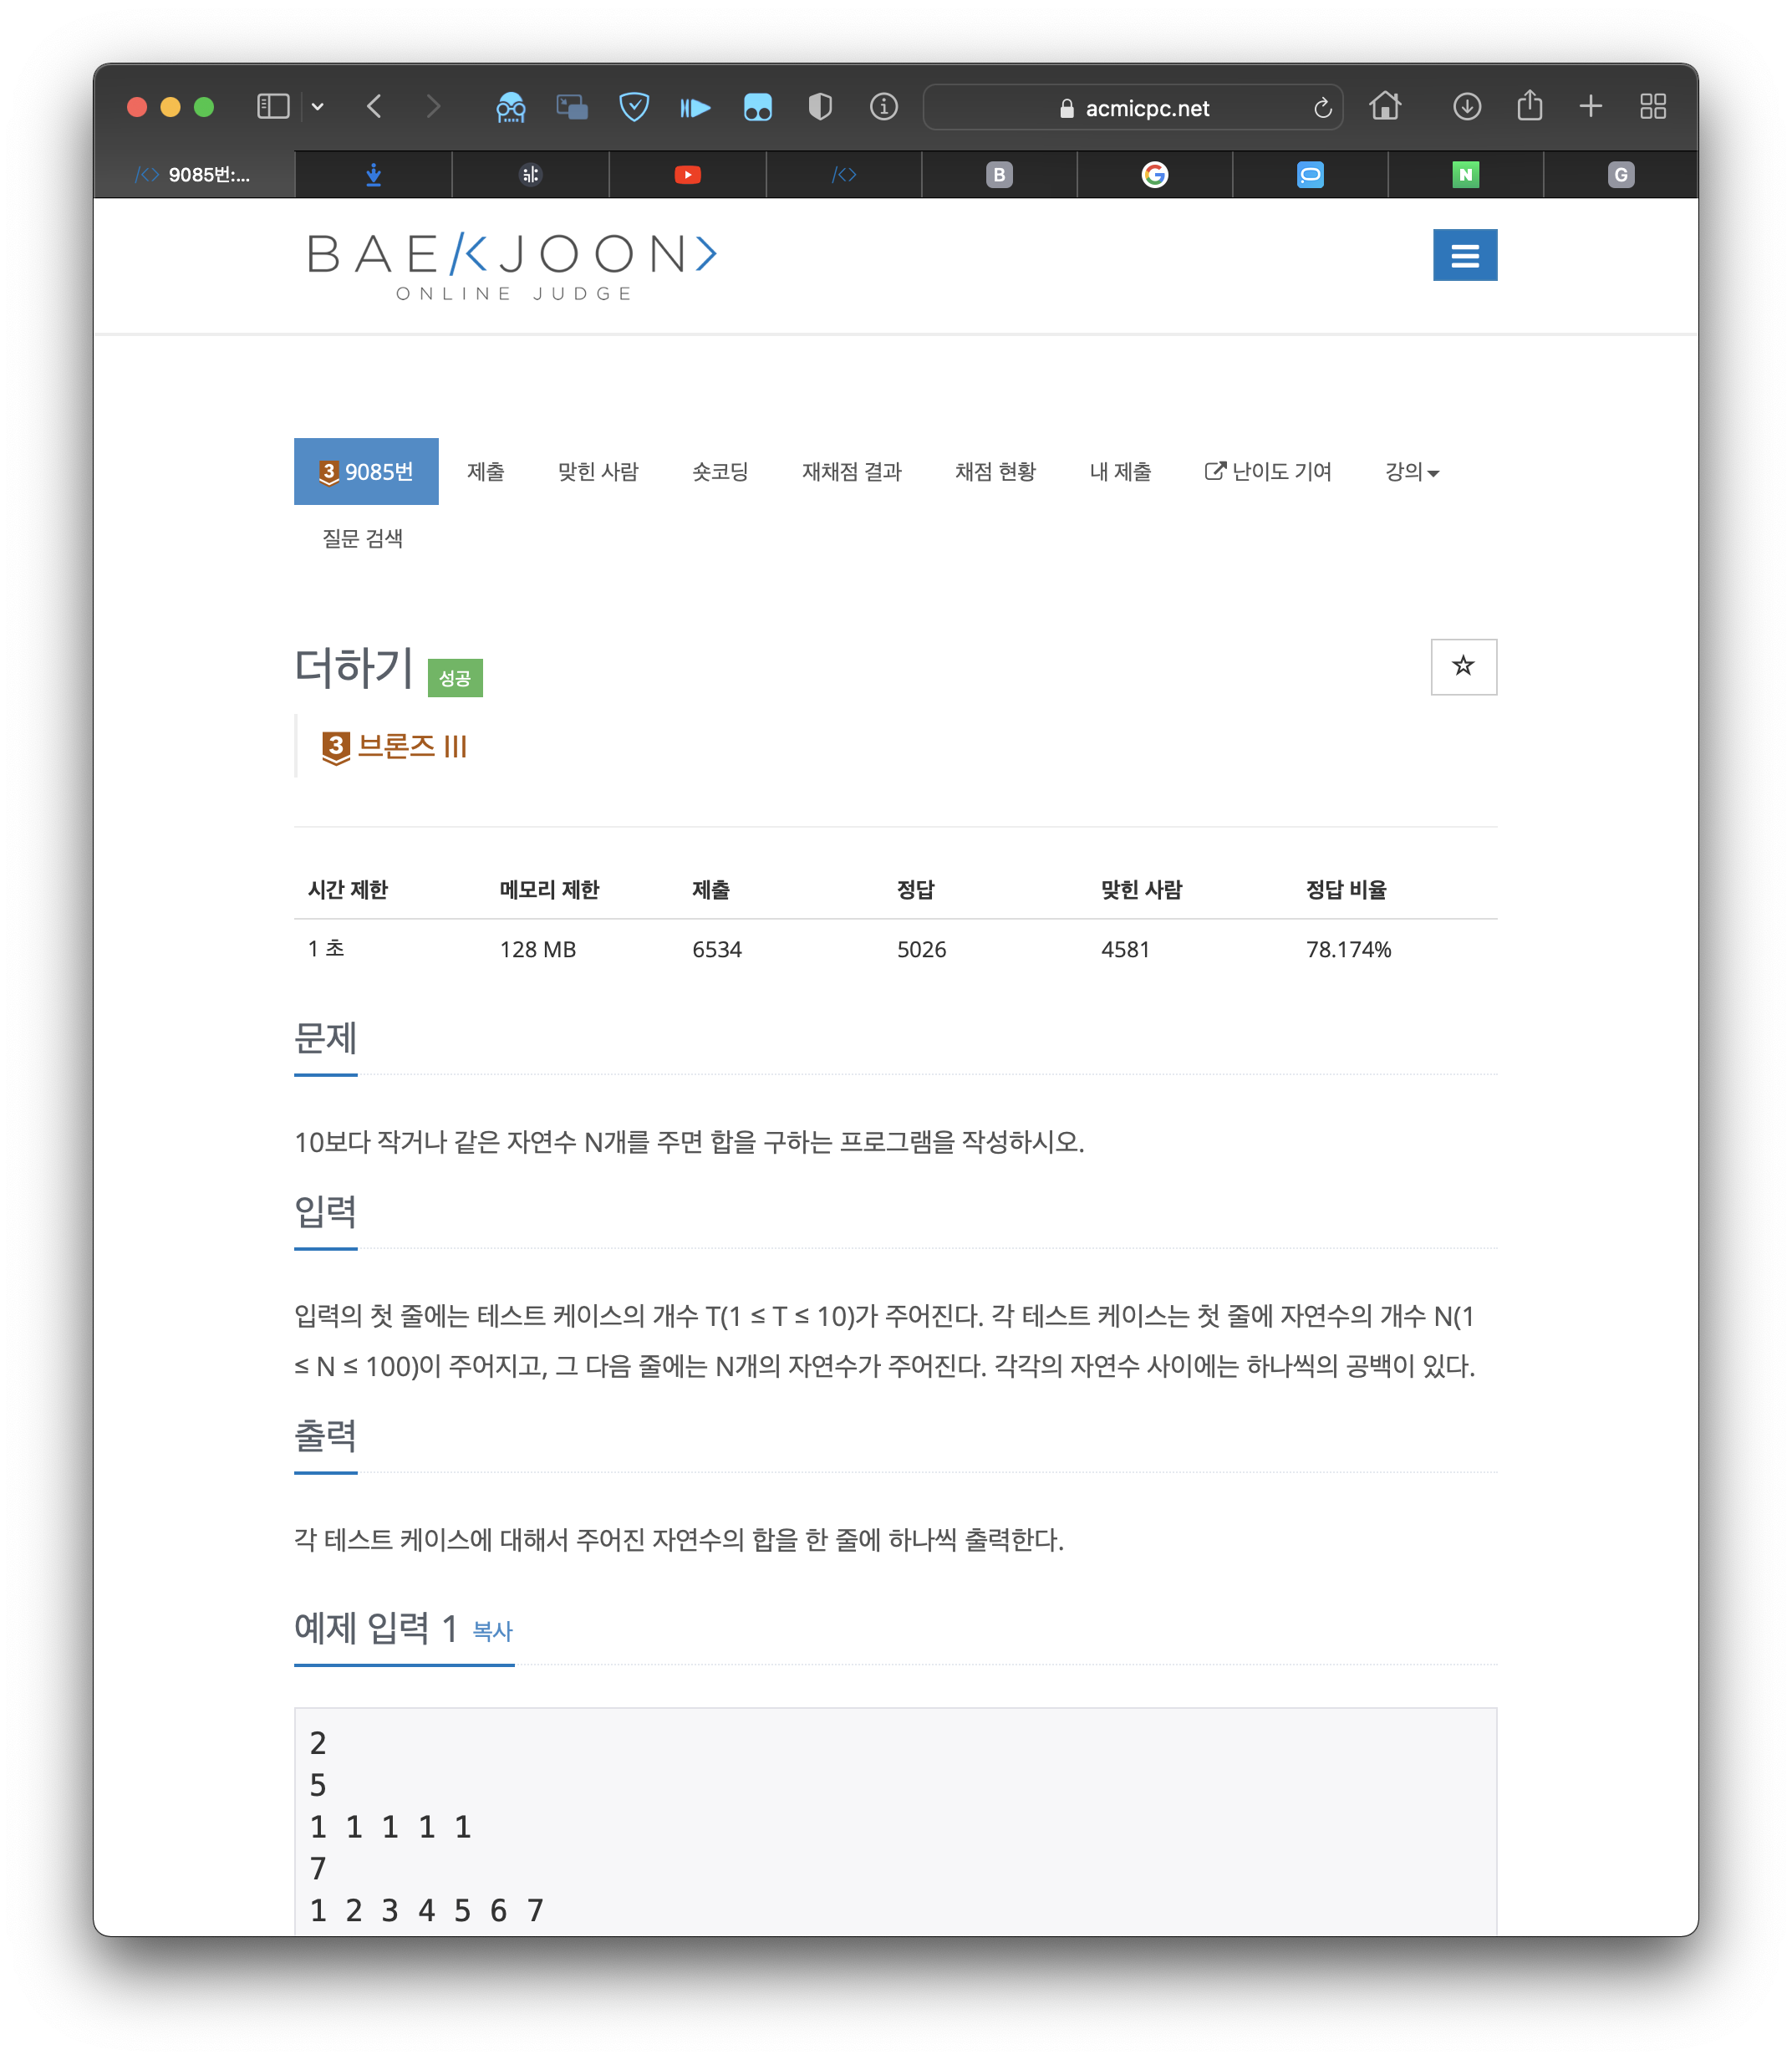 acmicpc.net
9085번:...
B
G
BAEKJOON
ONLINE JUDGE
3 9085번
제출
맞힌 사람
숏코딩
재채점 결과
채점 현황
내 제출
난이도 기여
강의
질문 검색
더하기 성공
3 브론즈 III
시간 제한 메모리 제한 제출 정답 맞힌 사람 정답 비율
1 초 128 MB 6534 5026 4581 78.174%
문제
10보다 작거나 같은 자연수 N개를 주면 합을 구하는 프로그램을 작성하시오.
입력
입력의 첫 줄에는 테스트 케이스의 개수 T(1 ≤ T ≤ 10)가 주어진다. 각 테스트 케이스는 첫 줄에 자연수의 개수 N(1
≤ N ≤ 100)이 주어지고, 그 다음 줄에는 N개의 자연수가 주어진다. 각각의 자연수 사이에는 하나씩의 공백이 있다.
출력
각 테스트 케이스에 대해서 주어진 자연수의 합을 한 줄에 하나씩 출력한다.
예제 입력 1 복사
2
5
1 1 1 1 1
7
1 2 3 4 5 6 7